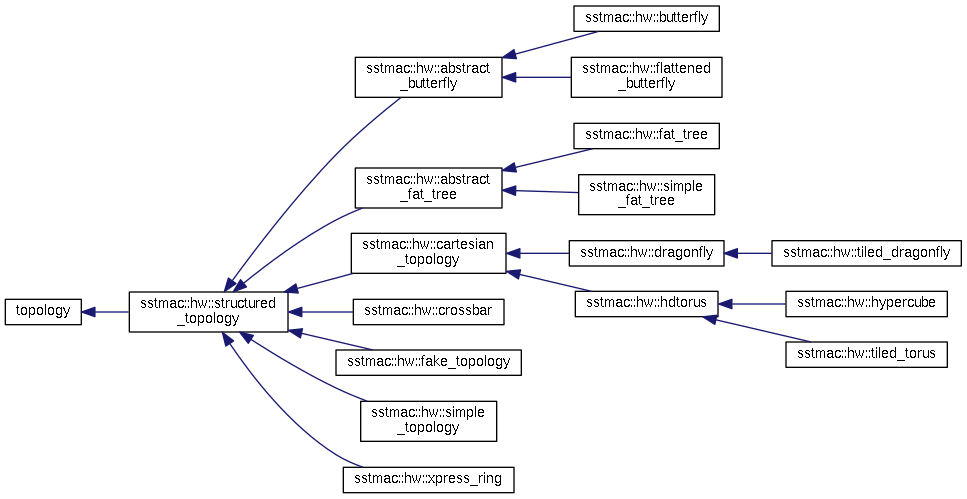 sstmac::hw::butterfly
sstmac::hw::abstract
_butterfly
sstmac::hw::flattened
_butterfly
sstmac::hw::fat_tree
sstmac::hw::abstract
_fat_tree
sstmac::hw::simple
_fat_tree
sstmac::hw::cartesian
_topology
sstmac::hw::dragonfly
sstmac::hw::tiled_dragonfly
topology
sstmac::hw::structured
_topology
sstmac::hw::crossbar
sstmac::hw::hdtorus
sstmac::hw::hypercube
sstmac::hw::fake_topology
sstmac::hw::tiled_torus
sstmac::hw::simple
_topology
sstmac::hw::xpress_ring